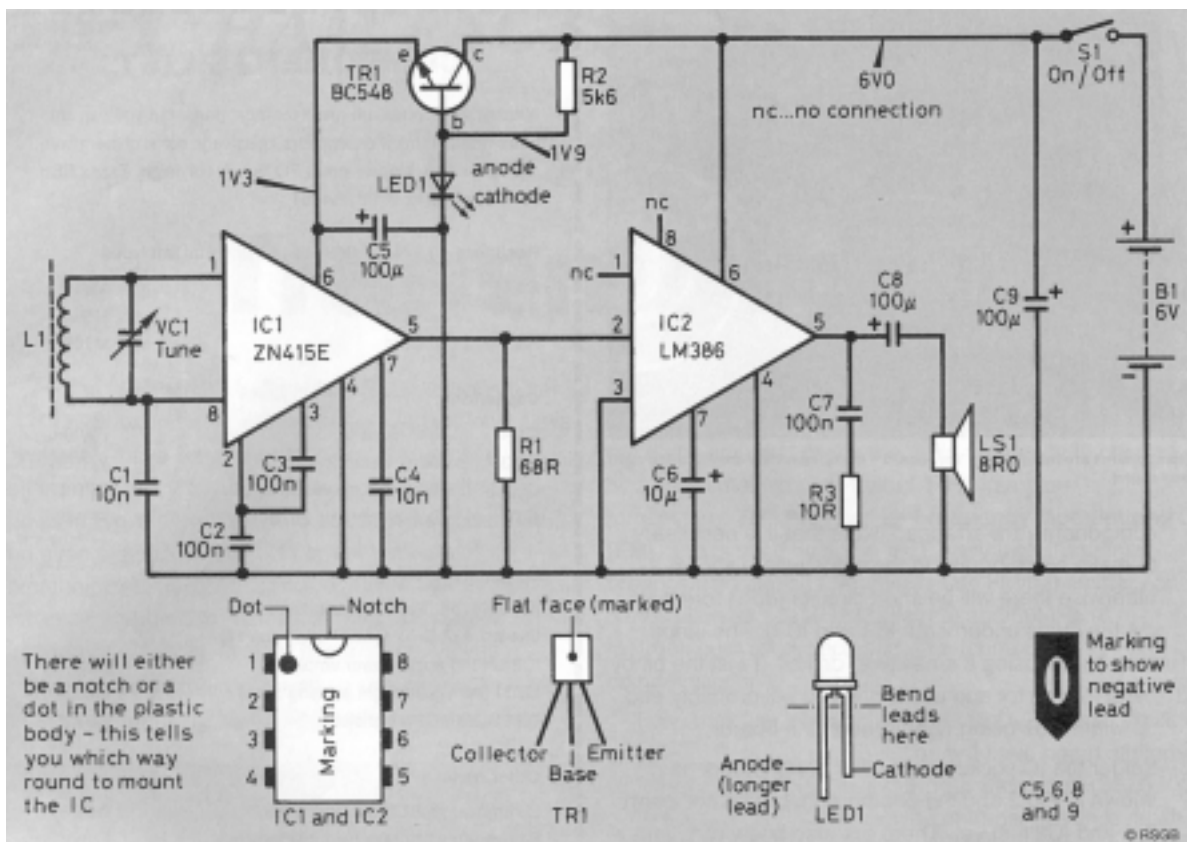 e
c
TR1
BC548
b
R2
5k6
6V0
nc...no connection
S1
On/Off
1V9
anode
cathode
LED1
1V3
+
C5
100µ
L1
VC1
Tune
1
8
6
5
7
4
3
2
IC1
ZN415E
C1
10n
C2
100n
C3
100n
C4
10n
R1
68R
nc
nc
8
1
2
3
6
5
4
7
IC2
LM386
C6
10µ
+
C7
100n
R3
10R
C8
100µ
+
LS1
8R0
C9
100µ
+
+
B1
6V
-
There will either
be a notch or a
dot in the plastic
body – this tells
you which way
round to mount
the IC
Dot
Notch
1
2
3
4
8
7
6
5
Marking
IC1 and IC2
Flat face (marked)
Collector
Emitter
Base
TR1
Bend
leads
here
Anode
(longer
lead)
Cathode
LED1
Marking
to show
negative
lead
C5,6,8
and 9
© RSGB